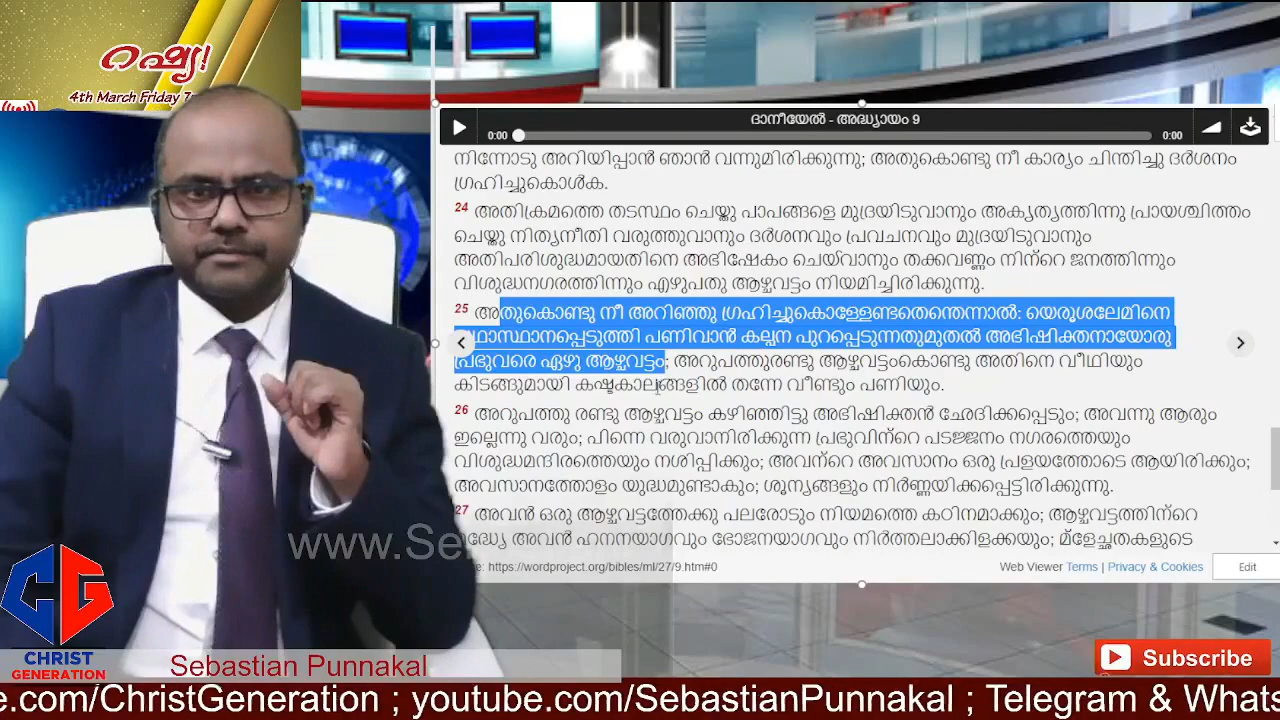 റഷ്യ!
4th March Friday 7
ദാനീയേൽ - അദ്ധ്യായം 9
0:00
0:00
നിന്നോടു അറിയിപ്പാൻ ഞാൻ വന്നുമിരിക്കുന്നു; അതുകൊണ്ടു നീ കാര്യം ചിന്തിച്ചു ദർശനം
ഗ്രഹിച്ചുകൊൾക.
24 അതിക്രമത്തെ തടസ്ഥം ചെയ്തു പാപങ്ങളെ മുദ്രയിടുവാനും അകൃത്യത്തിന്നു പ്രായശ്ചിത്തം
ചെയ്തു നിത്യനീതി വരുത്തുവാനും ദർശനവും പ്രവചനവും മുദ്രയിടുവാനും
അതിപരിശുദ്ധമായതിനെ അഭിഷേകം ചെയ്‌വാനും തക്കവണ്ണം നിന്റെ ജനത്തിന്നും
വിശുദ്ധനഗരത്തിന്നും എഴുപതു ആഴ്ചവട്ടം നിയമിച്ചിരിക്കുന്നു.
25 അതുകൊണ്ടു നീ അറിഞ്ഞു ഗ്രഹിച്ചുകൊള്ളേണ്ടതെന്തെന്നാൽ: യെരൂശലേമിനെ
ഥാസ്ഥാനപ്പെടുത്തി പണിവാൻ കല്പന പുറപ്പെടുന്നതുമുതൽ അഭിഷിക്തനായോരു
പ്രഭുവരെ ഏഴു ആഴ്ചവട്ടം; അറുപത്തുരണ്ടു ആഴ്ചവട്ടംകൊണ്ടു അതിനെ വീഥിയും
കിടങ്ങുമായി കഷ്ടകാലങ്ങളിൽ തന്നേ വീണ്ടും പണിയും.
26 അറുപത്തു രണ്ടു ആഴ്ചവട്ടം കഴിഞ്ഞിട്ടു അഭിഷിക്തൻ ഛേദിക്കപ്പെടും; അവന്നു ആരും
ഇല്ലെന്നു വരും; പിന്നെ വരുവാനിരിക്കുന്ന പ്രഭുവിന്റെ പടജ്ജനം നഗരത്തെയും
വിശുദ്ധമന്ദിരത്തെയും നശിപ്പിക്കും; അവന്റെ അവസാനം ഒരു പ്രളയത്തോടെ ആയിരിക്കും;
അവസാനത്തോളം യുദ്ധമുണ്ടാകും; ശൂന്യങ്ങളും നിർണ്ണയിക്കപ്പെട്ടിരിക്കുന്നു.
27 അവൻ ഒരു ആഴ്ചവട്ടത്തേക്കു പലരോടും നിയമത്തെ കഠിനമാക്കും; ആഴ്ചവട്ടത്തിന്റെ
ദ്ധ്യേ അവൻ ഹനനയാഗവും ഭോജനയാഗവും നിർത്തലാക്കിളക്കയും; മ്ളേച്ഛതകളുടെ
www.Se
https://wordproject.org/bibles/ml/27/9.htm#0
Web Viewer Terms | Privacy & Cookies
Edit
CG
CHRIST
GENERATION
Sebastian Punnakal
Subscribe
e.com/ChristGeneration ; youtube.com/SebastianPunnakal ; Telegram & Whats